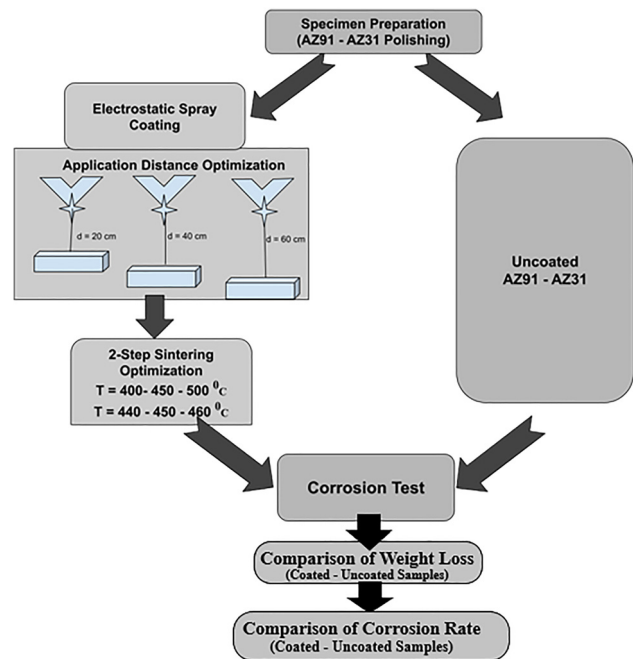 Specimen Preparation
(AZ91 - AZ31 Polishing)
Electrostatic Spray
Coating
Application Distance Optimization
d = 20 cm
d = 40 cm
d = 60 cm
Uncoated
AZ91 - AZ31
2-Step Sintering
Optimization
T = 400- 450 - 500 ⁰C
T = 440 - 450 - 460 ⁰C
Corrosion Test
Comparison of Weight Loss
(Coated - Uncoated Samples)
Comparison of Corrosion Rate
(Coated - Uncoated Samples)